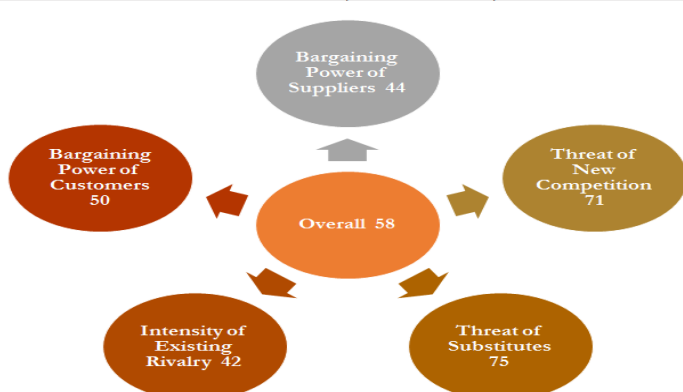 Bargaining
Power of
Suppliers 44
Bargaining
Power of
Customers
50
Threat of
New
Competition
71
Overall 58
Intensity of
Existing
Rivalry 42
Threat of
Substitutes
75